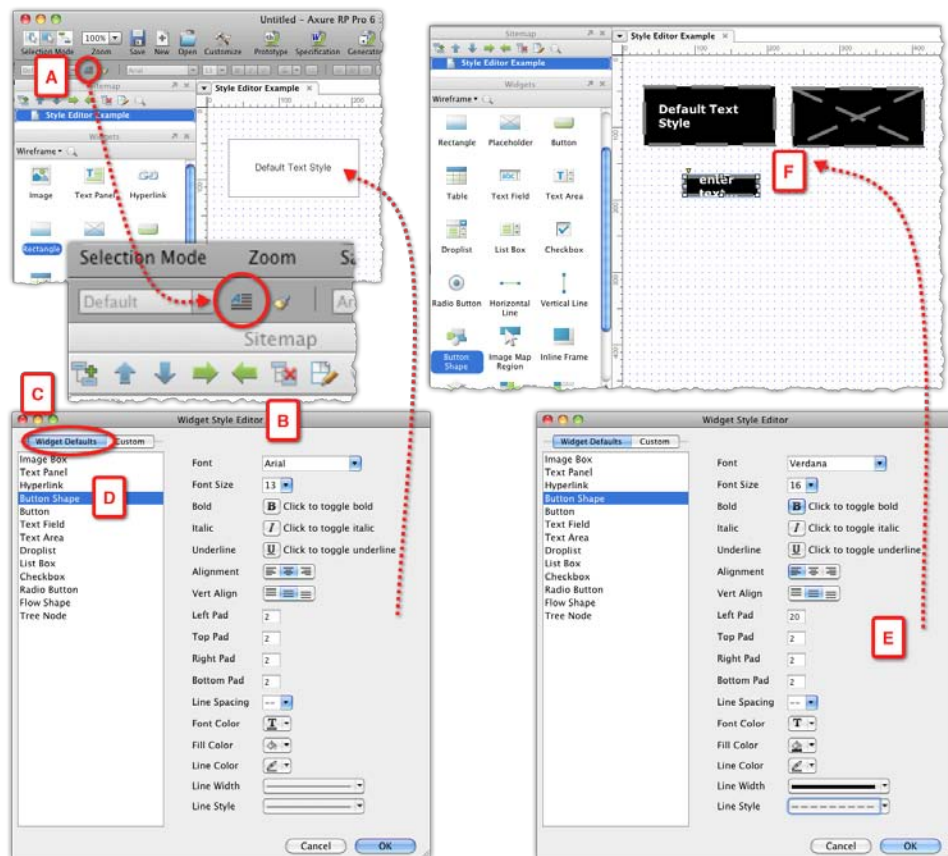 Untitled – Axure RP Pro 6
100%
Selection Mode Zoom Save New Open Customize Prototype Specification
Arial 13
A
Sitemap
Style Editor Example
Style Editor Example
100 200
Widgets
Wireframe
Default Text Style
Image Text Panel Hyperlink
Rectangle
Selection Mode Zoom
Default
Sitemap
Sitemap
Style Editor Example
Style Editor Example
100 200 300 400
Widgets
Wireframe
Rectangle Placeholder Button
Table Text Field Text Area
Droplist List Box Checkbox
Radio Button Horizontal Line Vertical Line
Button Shape Image Map Region Inline Frame
Default Text
Style
enter
text...
F
C
B
Widget Style Editor
Widget Defaults Custom
Image Box
Text Panel
Hyperlink
Button Shape
Button
Text Field
Text Area
Droplist
List Box
Checkbox
Radio Button
Flow Shape
Tree Node
D
Font Arial
Font Size 13
Bold B Click to toggle bold
Italic I Click to toggle italic
Underline U Click to toggle underline
Alignment
Vert Align
Left Pad 2
Top Pad 2
Right Pad 2
Bottom Pad 2
Line Spacing --
Font Color T
Fill Color
Line Color
Line Width
Line Style
Cancel OK
Widget Style Editor
Widget Defaults Custom
Image Box
Text Panel
Hyperlink
Button Shape
Button
Text Field
Text Area
Droplist
List Box
Checkbox
Radio Button
Flow Shape
Tree Node
Font Verdana
Font Size 16
Bold B Click to toggle bold
Italic I Click to toggle italic
Underline U Click to toggle underline
Alignment
Vert Align
Left Pad 20
Top Pad 2
Right Pad 2
Bottom Pad 2
Line Spacing --
Font Color T
Fill Color
Line Color
Line Width
Line Style
E
Cancel OK